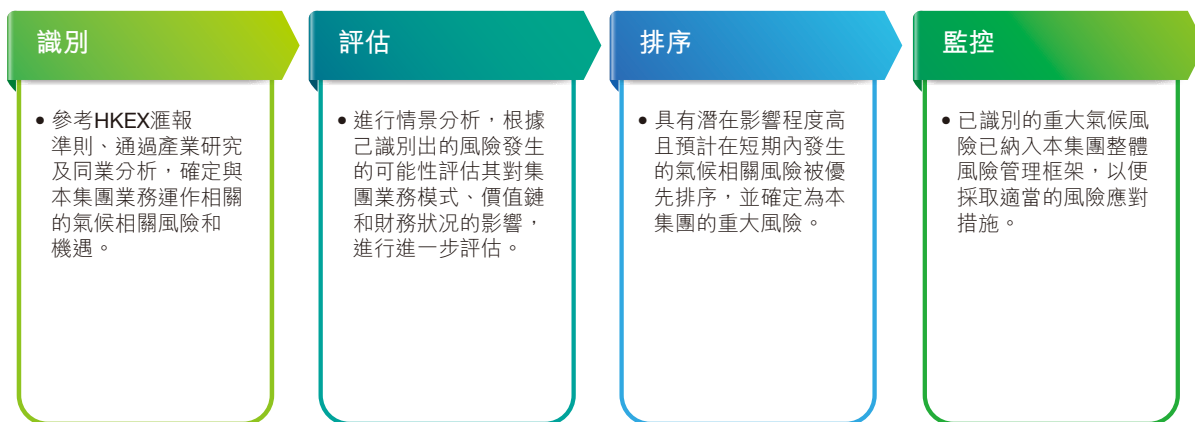 識別
• 參考HKEX滙報
準則、通過產業研究
及同業分析，確定與
本集團業務運作相關
的氣候相關風險和
機遇。
評估
• 進行情景分析，根據
己識別出的風險發生
的可能性評估其對集
團業務模式、價值鏈
和財務狀況的影響，
進行進一步評估。
排序
• 具有潛在影響程度高
且預計在短期內發生
的氣候相關風險被優
先排序，並確定為本
集團的重大風險。
監控
• 已識別的重大氣候風
險已納入本集團整體
風險管理框架，以便
採取適當的風險應對
措施。